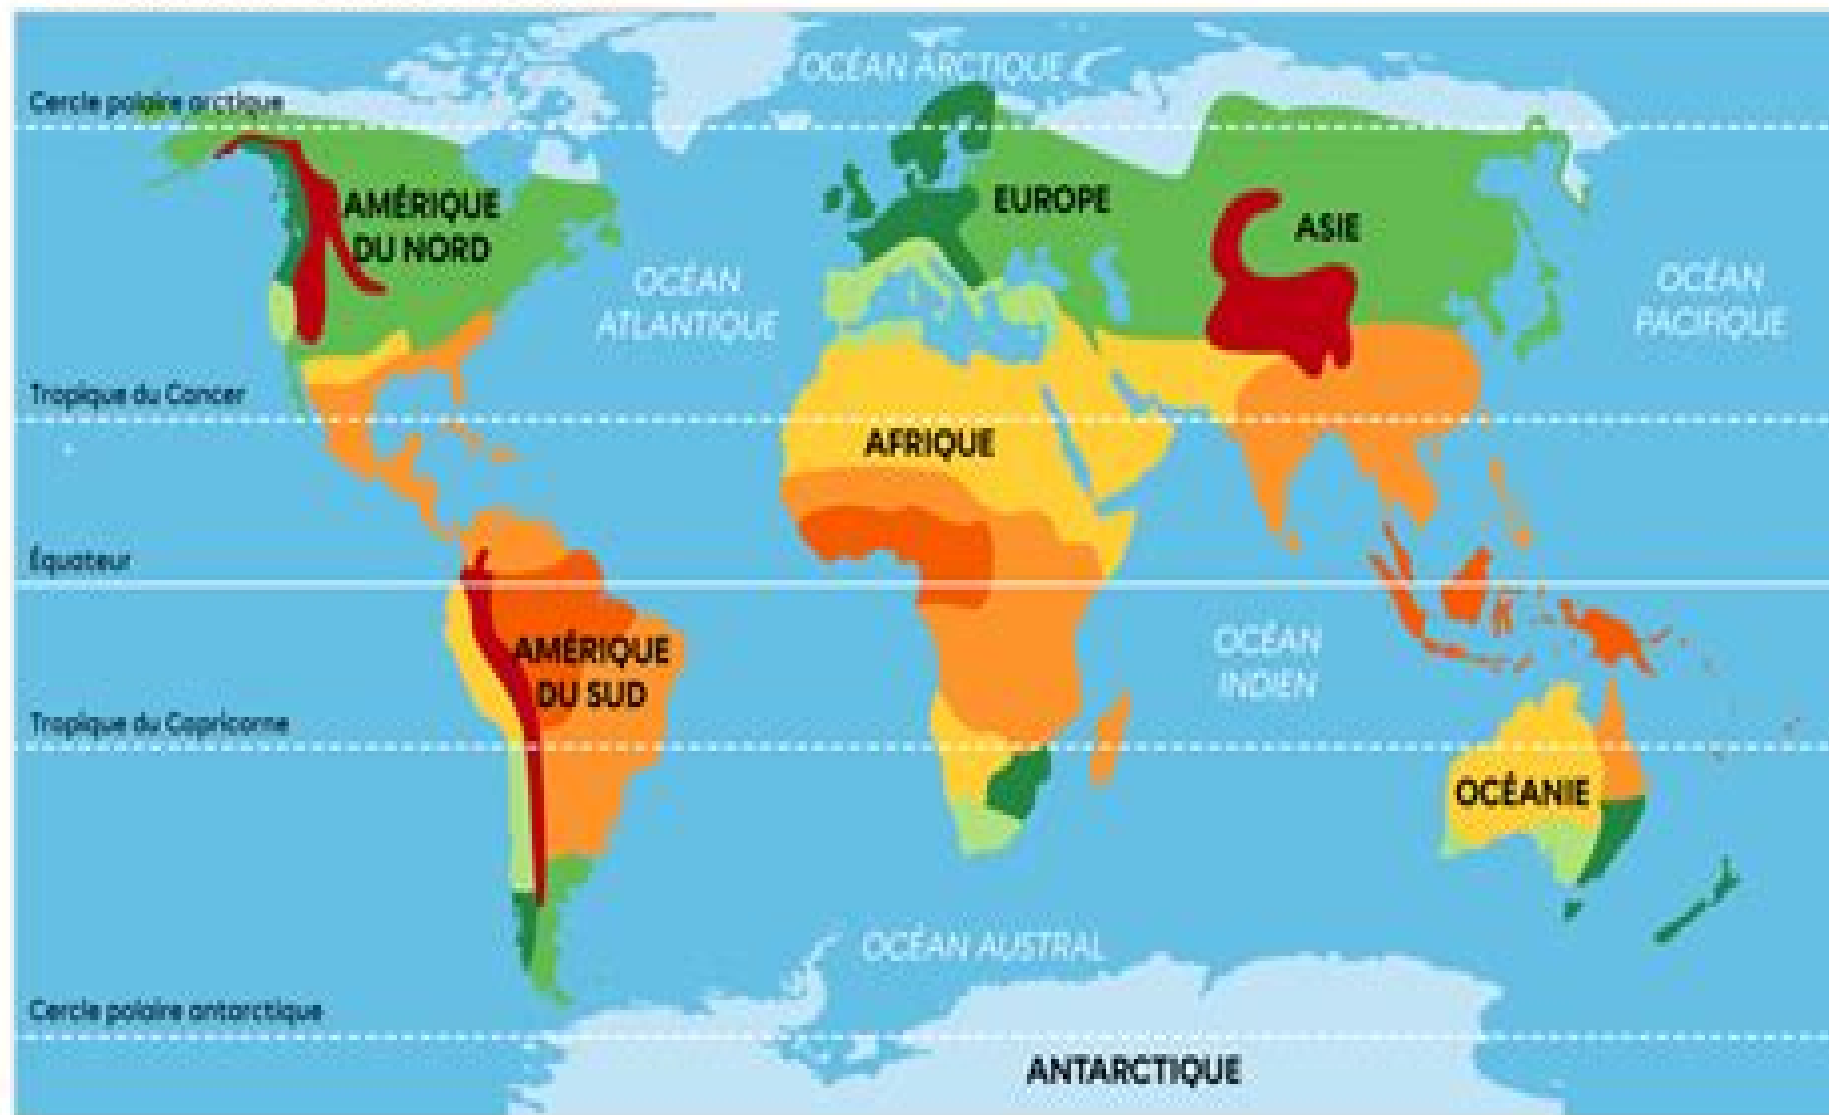 OCÉAN ARCTIQUE
Cercle polaire arctique
AMÉRIQUE
DU NORD
EUROPE
ASIE
OCÉAN
ATLANTIQUE
OCÉAN
PACIFIQUE
Tropique du Cancer
AFRIQUE
Équateur
AMÉRIQUE
DU SUD
OCÉAN
INDIEN
Tropique du Capricorne
OCÉANIE
OCÉAN AUSTRAL
Cercle polaire antarctique
ANTARCTIQUE